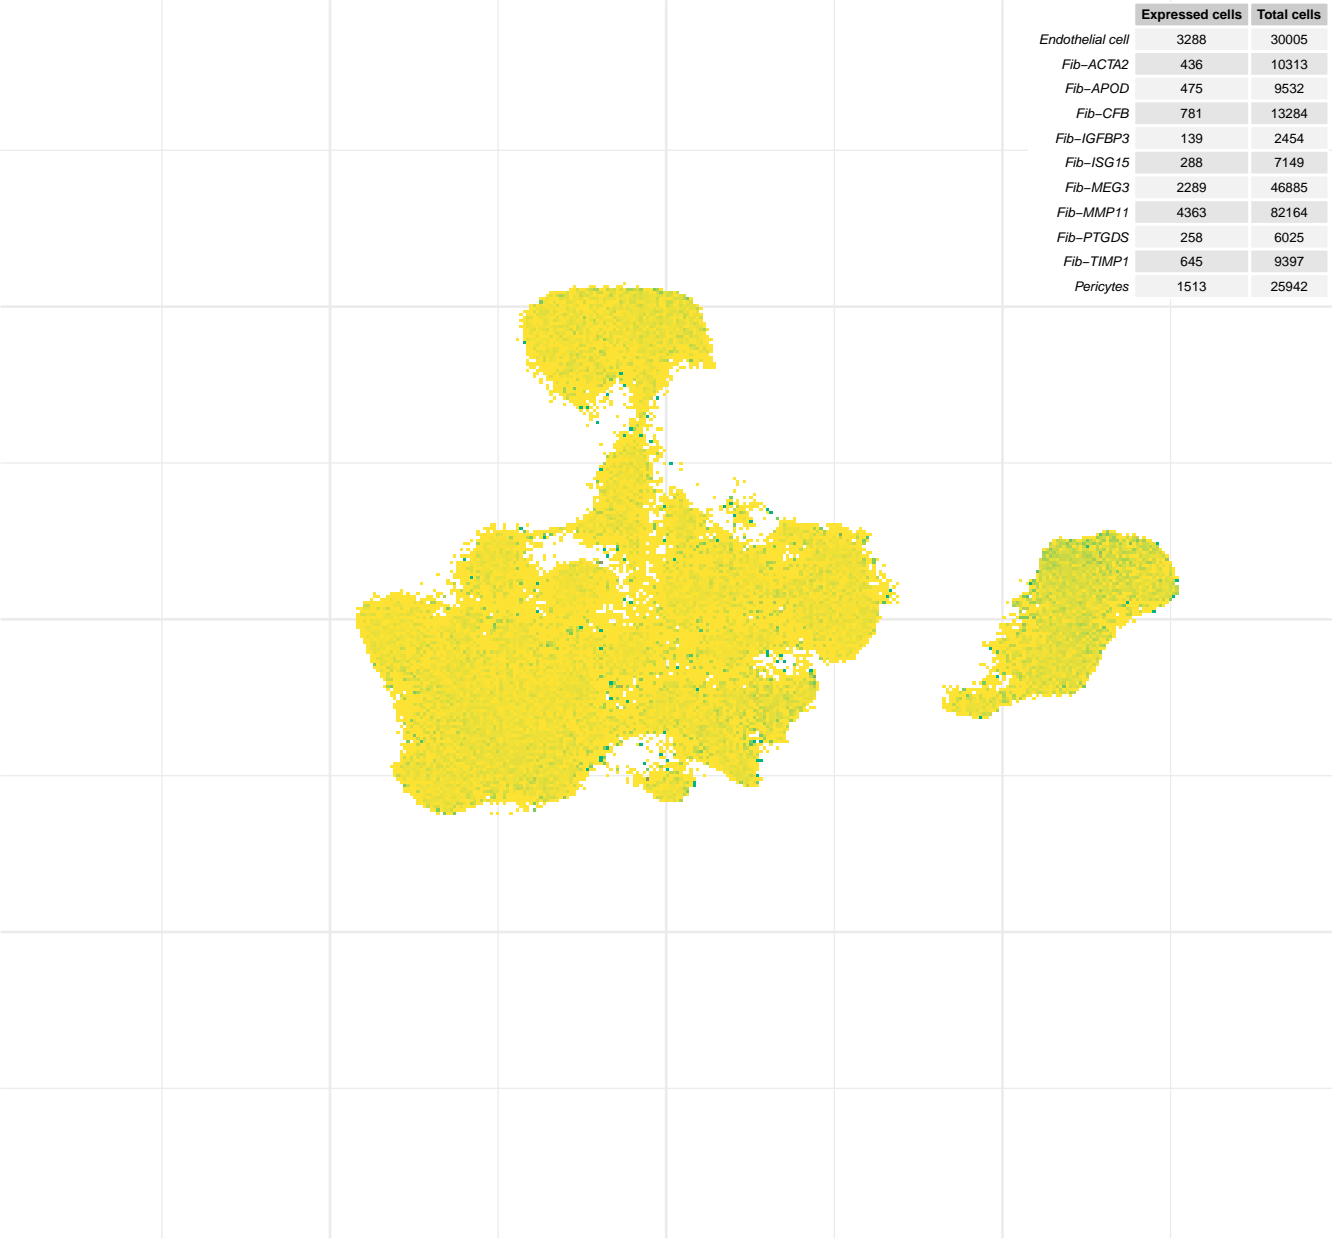 Expressed cells Total cells
Endothelial cell 3288 30005
Fib−ACTA2 436 10313
Fib−APOD 475 9532
Fib−CFB 781 13284
Fib−IGFBP3 139 2454
Fib−ISG15 288 7149
Fib−MEG3 2289 46885
Fib−MMP11 4363 82164
Fib−PTGDS 258 6025
Fib−TIMP1 645 9397
Pericytes 1513 25942